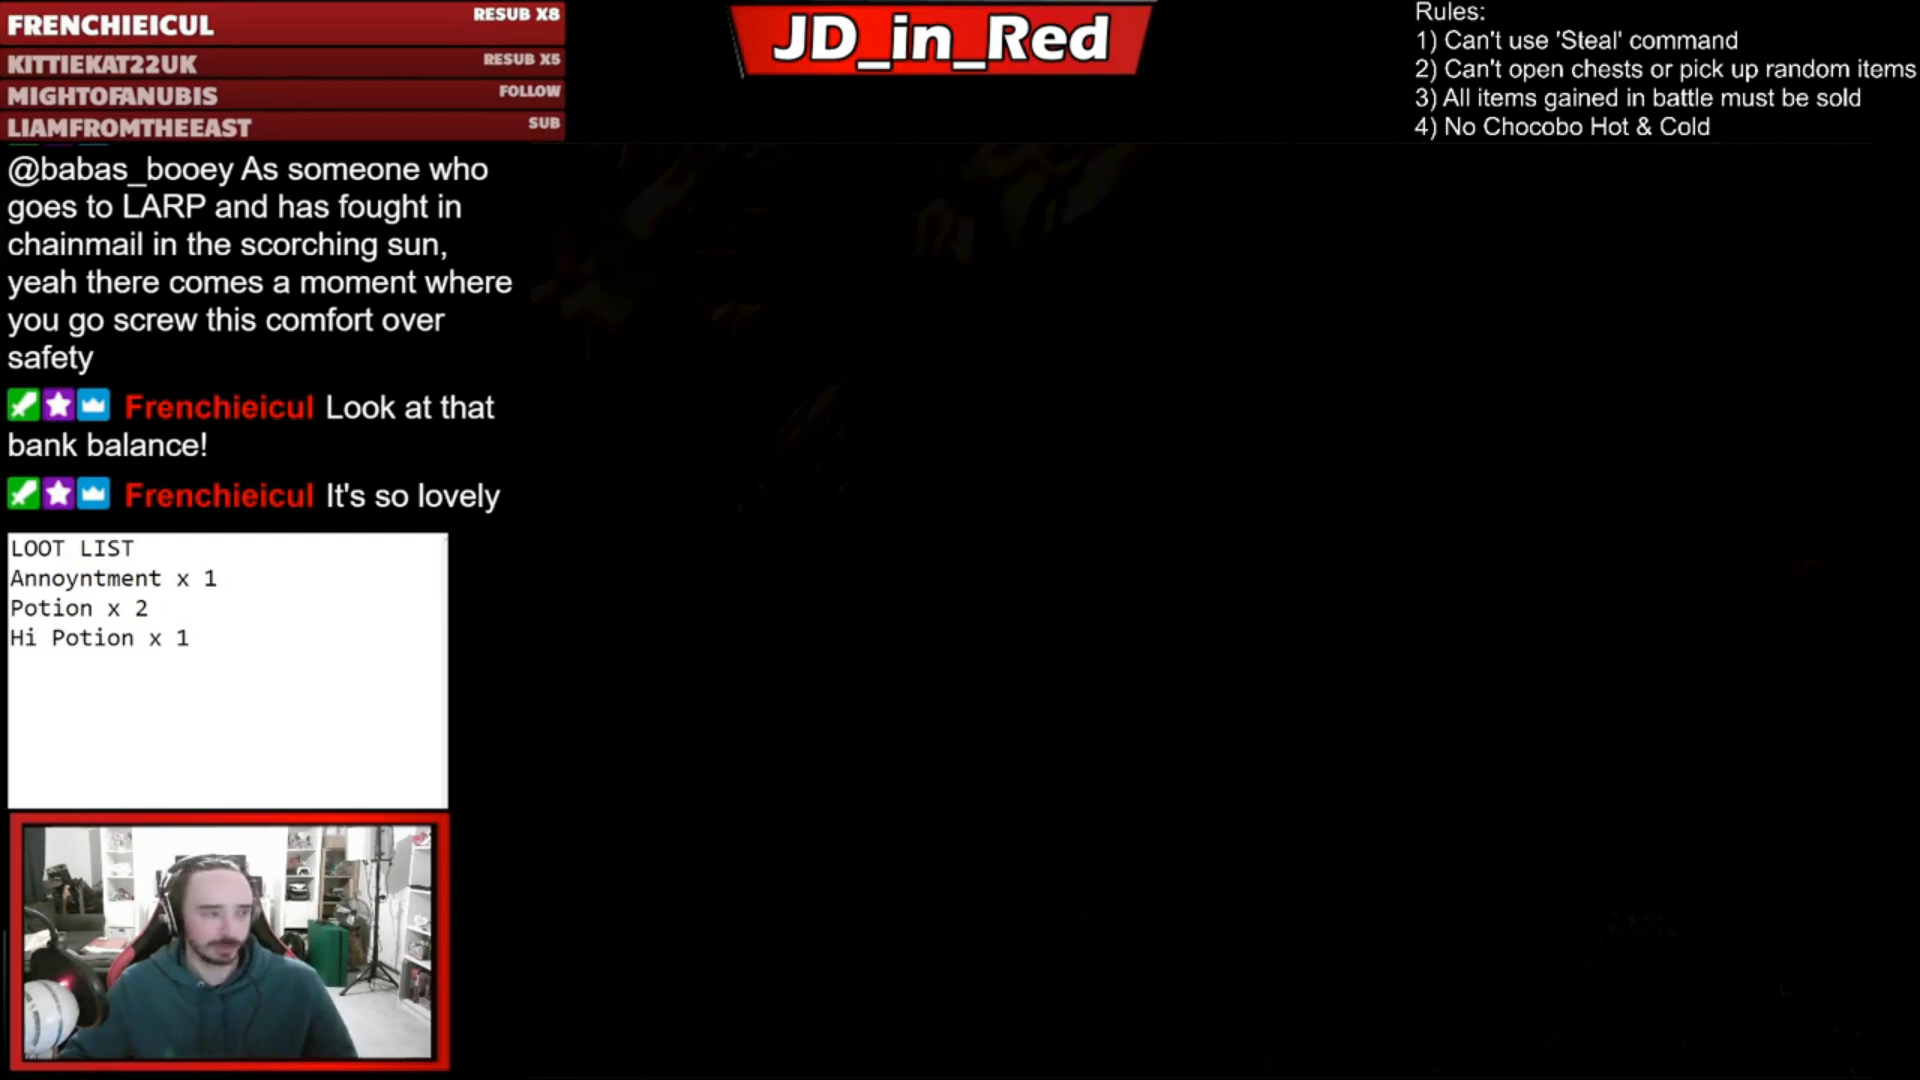 FRENCHIEICUL RESUB X8
KITTIEKAT22UK RESUB X5
MIGHTOFANUBIS FOLLOW
LIAMFROMTHEEAST SUB
@babas_booey As someone who
goes to LARP and has fought in
chainmail in the scorching sun,
yeah there comes a moment where
you go screw this comfort over
safety
Frenchieicul Look at that
bank balance!
Frenchieicul It's so lovely
LOOT LIST
Annoyntment x 1
Potion x 2
Hi Potion x 1
JD_in_Red
Rules:
1) Can't use 'Steal' command
2) Can't open chests or pick up random items
3) All items gained in battle must be sold
4) No Chocobo Hot & Cold